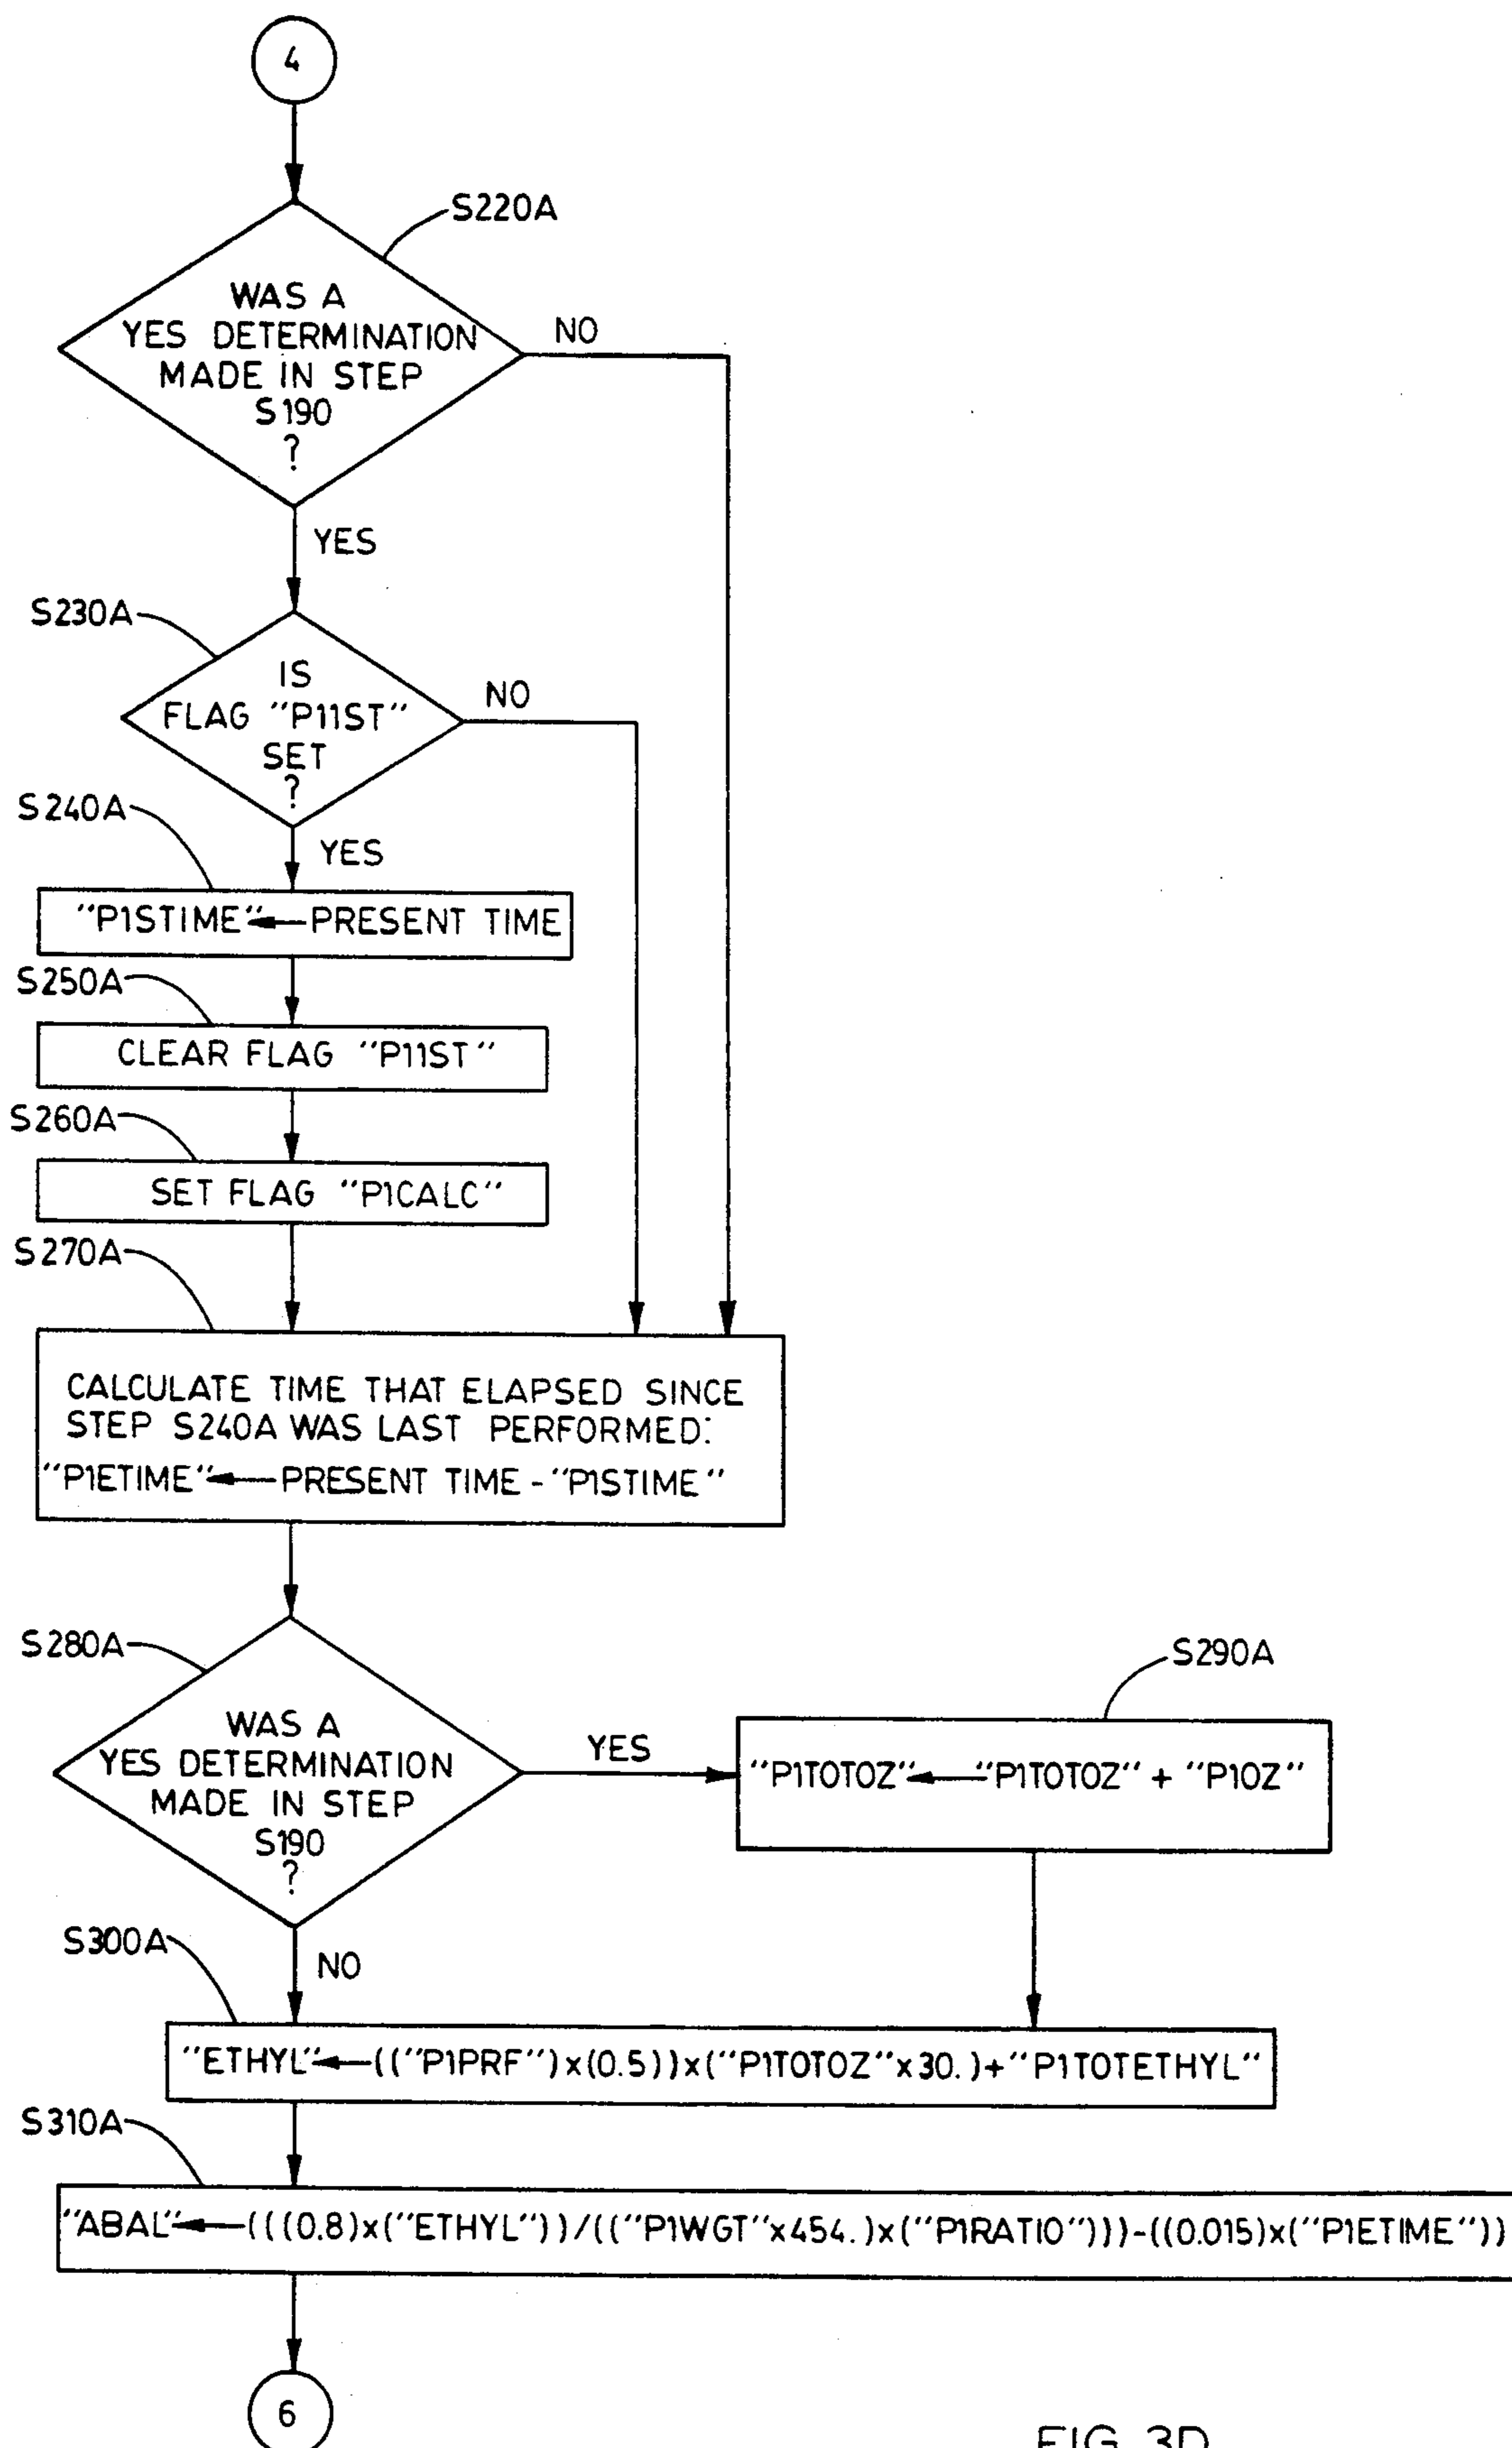 4
S220A
WAS A
YES DETERMINATION
MADE IN STEP
S190
?
NO
YES
S230A
IS
FLAG "P11ST"
SET
?
NO
YES
S240A
"P1STIME"←PRESENT TIME
S250A
CLEAR FLAG "P11ST"
S260A
SET FLAG "P1CALC"
S270A
CALCULATE TIME THAT ELAPSED SINCE
STEP S240A WAS LAST PERFORMED:
"P1ETIME"←PRESENT TIME-"P1STIME"
S280A
WAS A
YES DETERMINATION
MADE IN STEP
S190
?
YES
S290A
"P1TOTOZ"←"P1TOTOZ" + "P1OZ"
NO
S300A
"ETHYL"←(("P1PRF")x(0.5))x("P1TOTOZ"x30.)+"P1TOTETHYL"
S310A
"ABAL"←(((0.8)x("ETHYL"))/(("P1WGT"x454.)x("P1RATIO")))-((0.015)x("P1ETIME"))
6
FIG. 3D